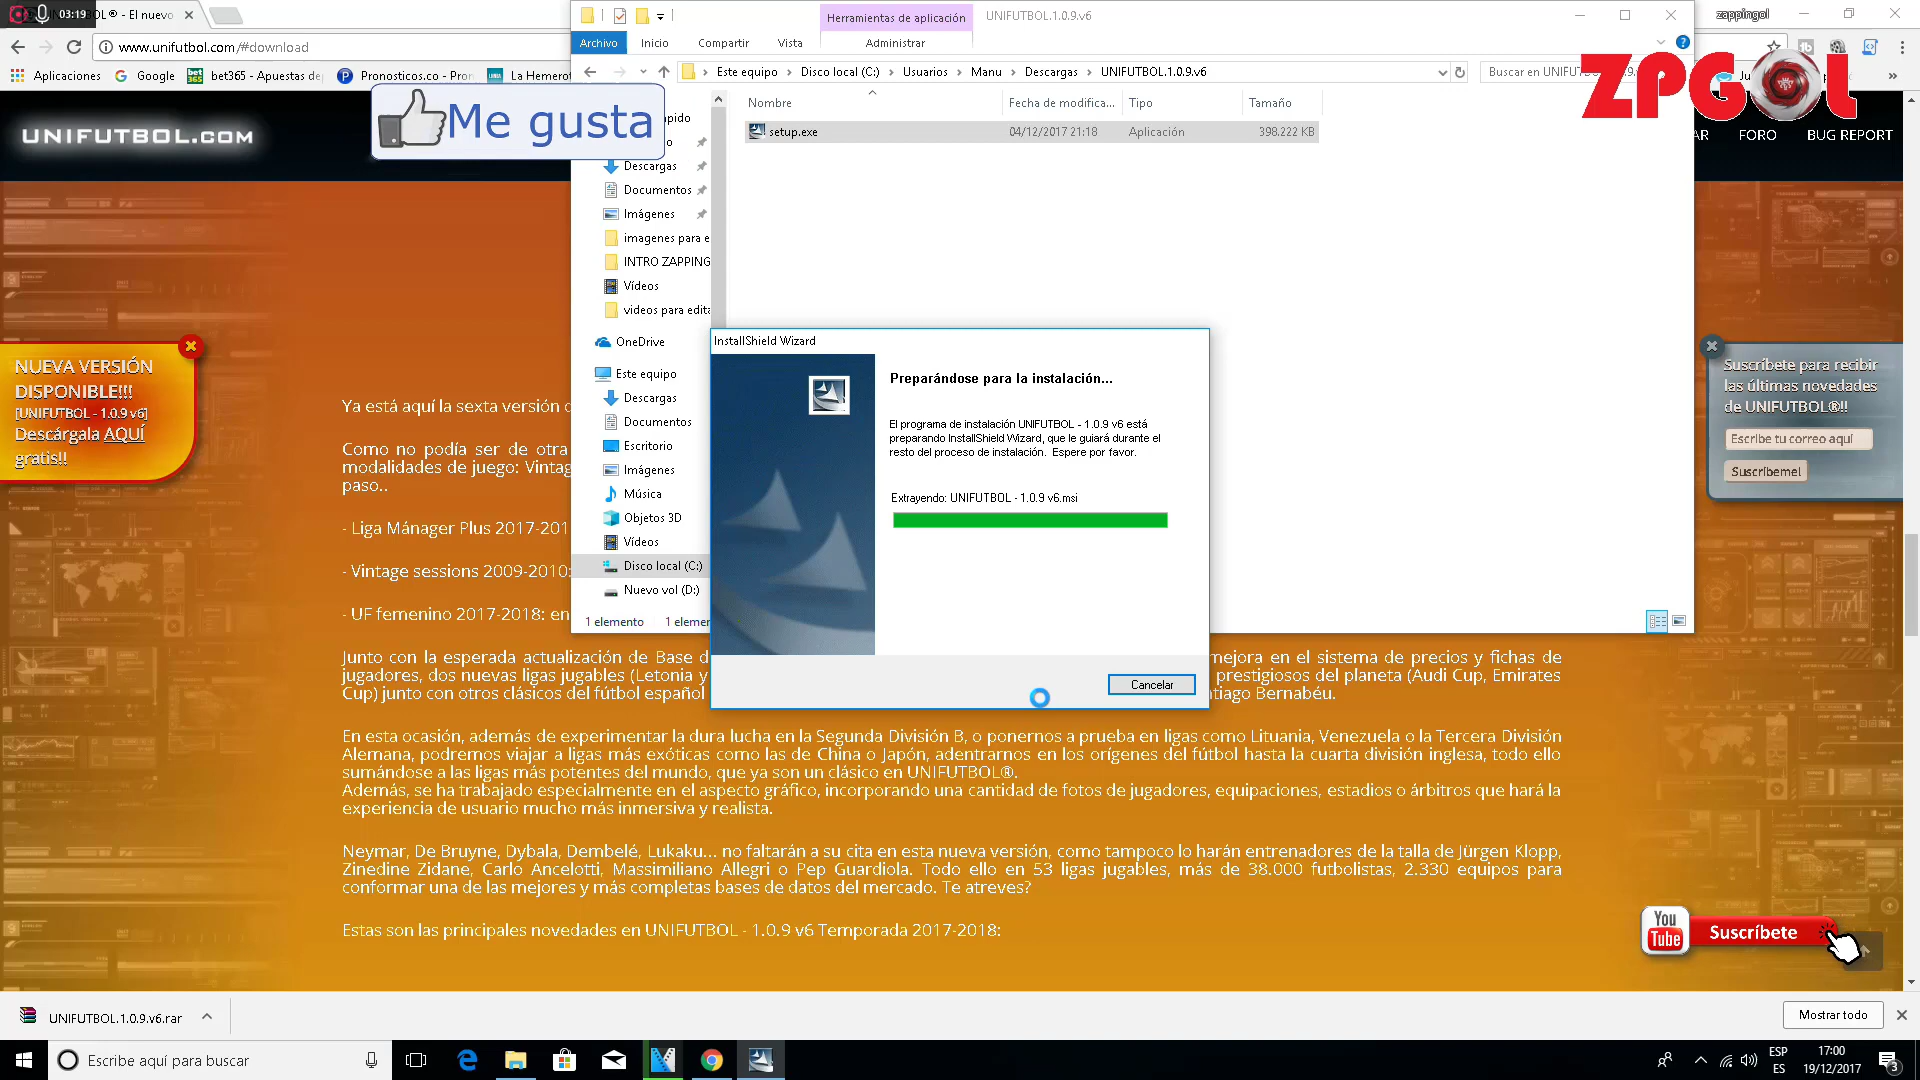 03:19
OL ® - El nuevo
zappingol
www.unifutbol.com/#download
Aplicaciones
Google
bet365 - Apuestas de
Pronosticos.co - Pron
La Hemerot
Herramientas de aplicación
UNIFUTBOL.1.0.9.v6
Archivo
Inicio
Compartir
Vista
Administrar
Este equipo
Disco local (C:)
Usuarios
Manu
Descargas
UNIFUTBOL.1.0.9.v6
Buscar en UNIFUT
ZPGOL
Nombre
Fecha de modifica...
Tipo
Tamaño
setup.exe
04/12/2017 21:18
Aplicación
398.222 KB
Me gusta
UNIFUTBOL.COM
AR
FORO
BUG REPORT
Descargas
Documentos
Imágenes
imagenes para e
INTRO ZAPPING
Vídeos
videos para edita
OneDrive
Este equipo
Descargas
Documentos
Escritorio
Imágenes
Música
Objetos 3D
Vídeos
Disco local (C:)
Nuevo vol (D:)
1 elemento
1 elemen
InstallShield Wizard
Preparándose para la instalación...
El programa de instalación UNIFUTBOL - 1.0.9 v6 está
preparando InstallShield Wizard, que le guiará durante el
resto del proceso de instalación. Espere por favor.
Extrayendo: UNIFUTBOL - 1.0.9 v6.msi
Cancelar
NUEVA VERSIÓN
DISPONIBLE!!!
[UNIFUTBOL - 1.0.9 v6]
Descárgala AQUÍ
gratis!!
Suscríbete para recibir
las últimas novedades
de UNIFUTBOL®!!
Escribe tu correo aquí
Suscríbeme!
Ya está aquí la sexta versión d
Como no podía ser de otra
modalidades de juego: Vintag
paso..
- Liga Mánager Plus 2017-201
- Vintage sessions 2009-2010:
- UF femenino 2017-2018: en
Junto con la esperada actualización de Base d mejora en el sistema de precios y fichas de
jugadores, dos nuevas ligas jugables (Letonia y prestigiosos del planeta (Audi Cup, Emirates
Cup) junto con otros clásicos del fútbol español tiago Bernabéu.
En esta ocasión, además de experimentar la dura lucha en la Segunda División B, o ponernos a prueba en ligas como Lituania, Venezuela o la Tercera División
Alemana, podremos viajar a ligas más exóticas como las de China o Japón, adentrarnos en los orígenes del fútbol hasta la cuarta división inglesa, todo ello
sumándose a las ligas más potentes del mundo, que ya son un clásico en UNIFUTBOL®.
Además, se ha trabajado especialmente en el aspecto gráfico, incorporando una cantidad de fotos de jugadores, equipaciones, estadios o árbitros que hará la
experiencia de usuario mucho más inmersiva y realista.
Neymar, De Bruyne, Dybala, Dembelé, Lukaku... no faltarán a su cita en esta nueva versión, como tampoco lo harán entrenadores de la talla de Jürgen Klopp,
Zinedine Zidane, Carlo Ancelotti, Massimiliano Allegri o Pep Guardiola. Todo ello en 53 ligas jugables, más de 38.000 futbolistas, 2.330 equipos para
conformar una de las mejores y más completas bases de datos del mercado. Te atreves?
Estas son las principales novedades en UNIFUTBOL - 1.0.9 v6 Temporada 2017-2018:
You
Tube
Suscríbete
UNIFUTBOL.1.0.9.v6.rar
Mostrar todo
Escribe aquí para buscar
ESP
ES
17:00
19/12/2017
3